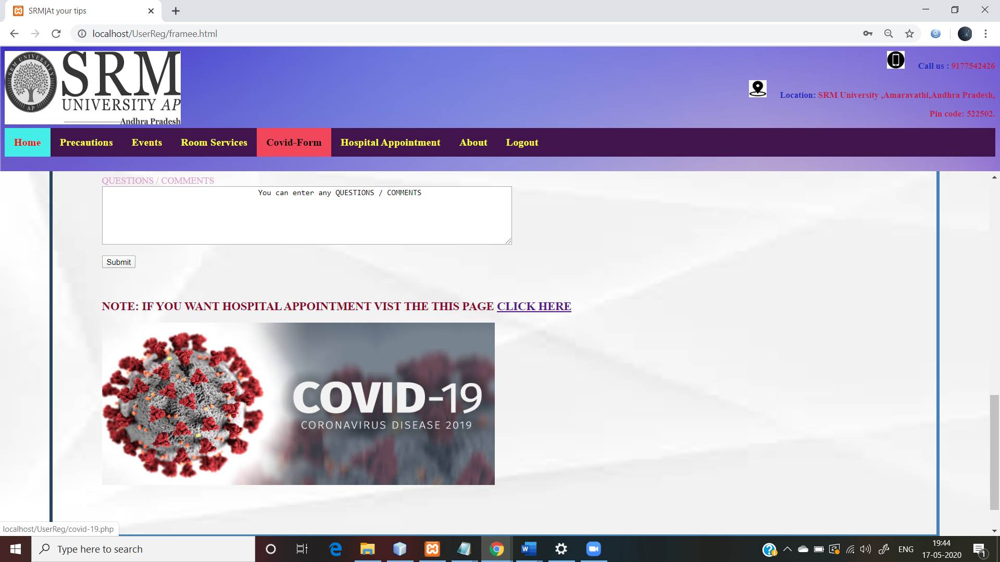 SRM|At your tips
localhost/UserReg/framee.html
SRM UNIVERSITY
AP
SRM
UNIVERSITY AP
Andhra Pradesh
Call us : 9177542426
Location: SRM University ,Amaravathi,Andhra Pradesh,
Pin code: 522502.
Home Precautions Events Room Services Covid-Form Hospital Appointment About Logout
QUESTIONS / COMMENTS
You can enter any QUESTIONS / COMMENTS
Submit
NOTE: IF YOU WANT HOSPITAL APPOINTMENT VIST THE THIS PAGE CLICK HERE
COVID-19
CORONAVIRUS DISEASE 2019
localhost/UserReg/covid-19.php
Type here to search
ENG
19:44
17-05-2020
1